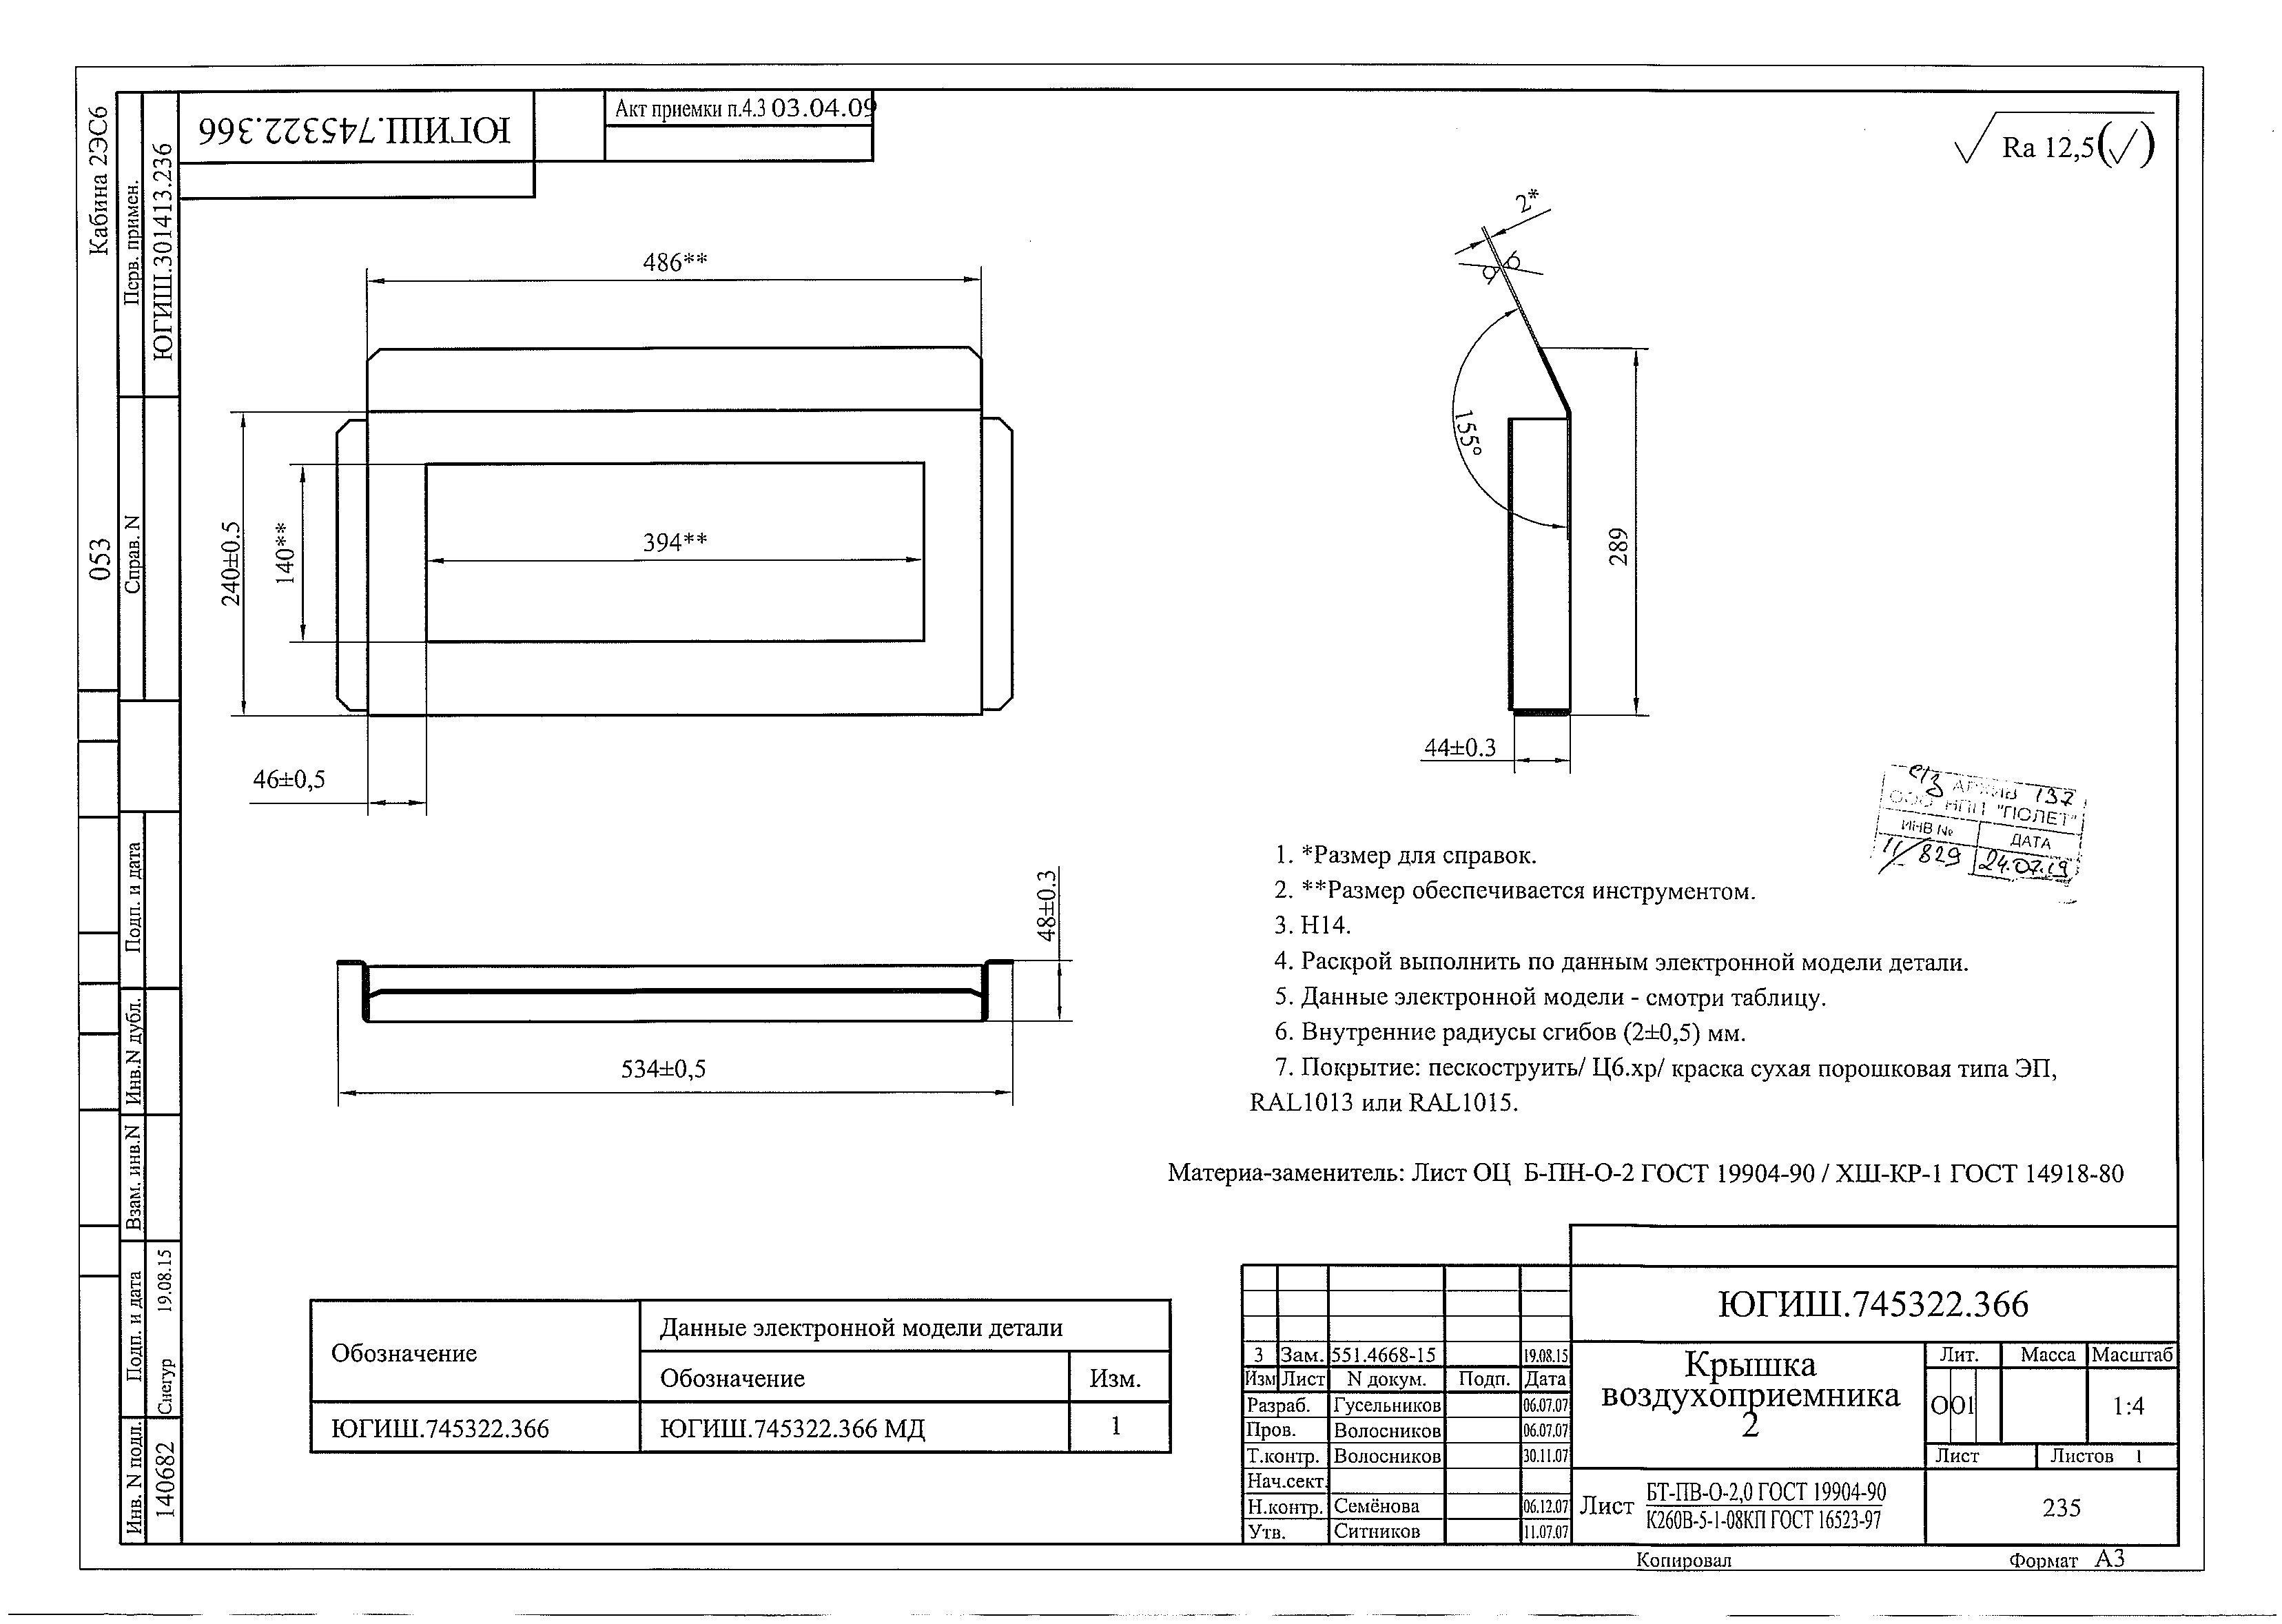 Кабина 2ЭС6
Перв. примен.
ЮГИШ.301413.236
053
Справ. N
Подп. и дата
Инв.N дубл.
Взам. инв.N
Подп. и дата
Снегур 19.08.15
Инв. N подл.
140682
ЮГИШ.745322.366
Акт приемки п.4.3 03.04.09
Ra 12,5(√)
486**
240±0.5
140**
394**
46±0,5
2*
155°
289
44±0.3
48±0.3
534±0,5
АРХИВ 137
ООО НПП "ПОЛЕТ"
ИНВ № ДАТА
11/829 24.07.19
1. *Размер для справок.
2. **Размер обеспечивается инструментом.
3. H14.
4. Раскрой выполнить по данным электронной модели детали.
5. Данные электронной модели - смотри таблицу.
6. Внутренние радиусы сгибов (2±0,5) мм.
7. Покрытие: пескоструить/ Ц6.хр/ краска сухая порошковая типа ЭП,
RAL1013 или RAL1015.
Материа-заменитель: Лист ОЦ Б-ПН-О-2 ГОСТ 19904-90 / ХШ-КР-1 ГОСТ 14918-80
Обозначение
Данные электронной модели детали
Обозначение Изм.
ЮГИШ.745322.366 ЮГИШ.745322.366 МД 1
3 Зам. 551.4668-15 19.08.15
Изм Лист N докум. Подп. Дата
Разраб. Гусельников 06.07.07
Пров. Волосников 06.07.07
Т.контр. Волосников 30.11.07
Нач.сект.
Н.контр. Семёнова 06.12.07
Утв. Ситников 11.07.07
ЮГИШ.745322.366
Крышка
воздухоприемника
2
Лит. Масса Масштаб
О О1 1:4
Лист Листов 1
Лист БТ-ПВ-О-2,0 ГОСТ 19904-90
К260В-5-1-08КП ГОСТ 16523-97
235
Копировал Формат А3